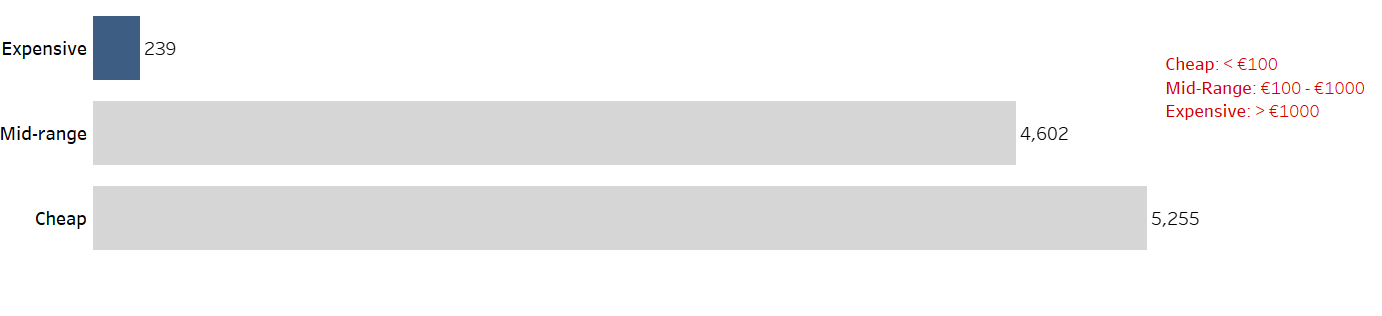 Expensive 239
Cheap: < €100
Mid-Range: €100 - €1000
Expensive: > €1000
Mid-range 4,602
Cheap 5,255